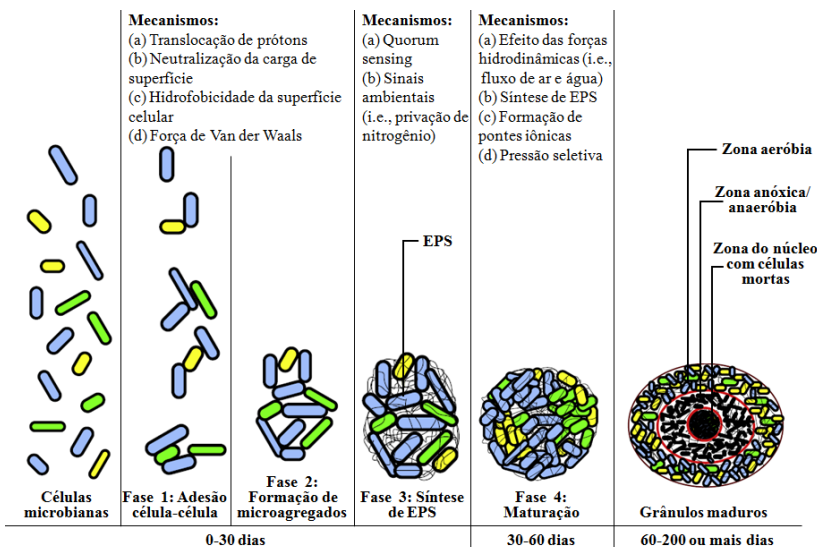 Mecanismos:
(a) Translocação de prótons
(b) Neutralização da carga de
superfície
(c) Hidrofobicidade da superfície
celular
(d) Força de Van der Waals
Mecanismos:
(a) Quorum
sensing
(b) Sinais
ambientais
(i.e., privação de
nitrogênio)
Mecanismos:
(a) Efeito das forças
hidrodinâmicas (i.e.,
fluxo de ar e água)
(b) Síntese de EPS
(c) Formação de
pontes iônicas
(d) Pressão seletiva
Zona aeróbia
Zona anóxica/
anaeróbia
Zona do núcleo
com células
mortas
EPS
Células
microbianas
Fase 1: Adesão
célula-célula
Fase 2:
Formação de
microagregados
Fase 3: Síntese
de EPS
Fase 4:
Maturação
Grânulos maduros
0-30 dias
30-60 dias
60-200 ou mais dias